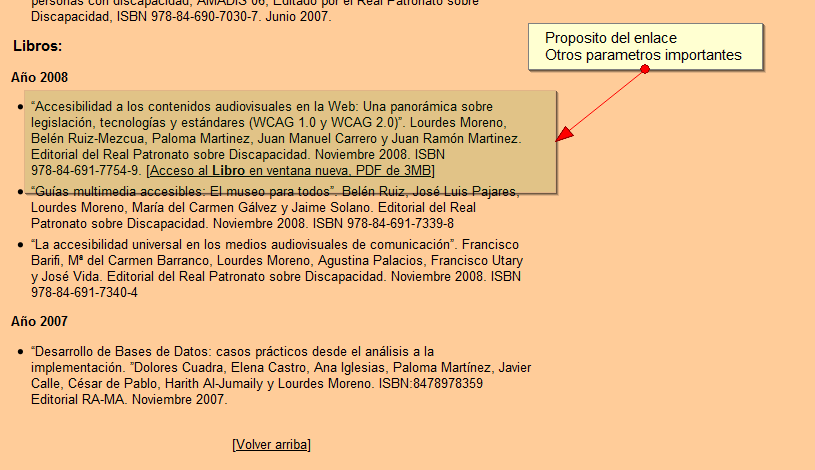 personas con discapacidad, AMADIS 06, Editado por el Real Patronato sobre
Discapacidad, ISBN 978-84-690-7030-7. Junio 2007.
Libros:
Proposito del enlace
Otros parametros importantes
Año 2008
“Accesibilidad a los contenidos audiovisuales en la Web: Una panorámica sobre
legislación, tecnologías y estándares (WCAG 1.0 y WCAG 2.0)”. Lourdes Moreno,
Belén Ruiz-Mezcua, Paloma Martinez, Juan Manuel Carrero y Juan Ramón Martinez.
Editorial del Real Patronato sobre Discapacidad. Noviembre 2008. ISBN
978-84-691-7754-9. [Acceso al Libro en ventana nueva, PDF de 3MB]
“Guías multimedia accesibles: El museo para todos”. Belén Ruiz, José Luis Pajares,
Lourdes Moreno, María del Carmen Gálvez y Jaime Solano. Editorial del Real
Patronato sobre Discapacidad. Noviembre 2008. ISBN 978-84-691-7339-8
“La accesibilidad universal en los medios audiovisuales de comunicación”. Francisco
Barifi, Mª del Carmen Barranco, Lourdes Moreno, Agustina Palacios, Francisco Utary
y José Vida. Editorial del Real Patronato sobre Discapacidad. Noviembre 2008. ISBN
978-84-691-7340-4
Año 2007
“Desarrollo de Bases de Datos: casos prácticos desde el análisis a la
implementación. ”Dolores Cuadra, Elena Castro, Ana Iglesias, Paloma Martínez, Javier
Calle, César de Pablo, Harith Al-Jumaily y Lourdes Moreno. ISBN:8478978359
Editorial RA-MA. Noviembre 2007.
[Volver arriba]